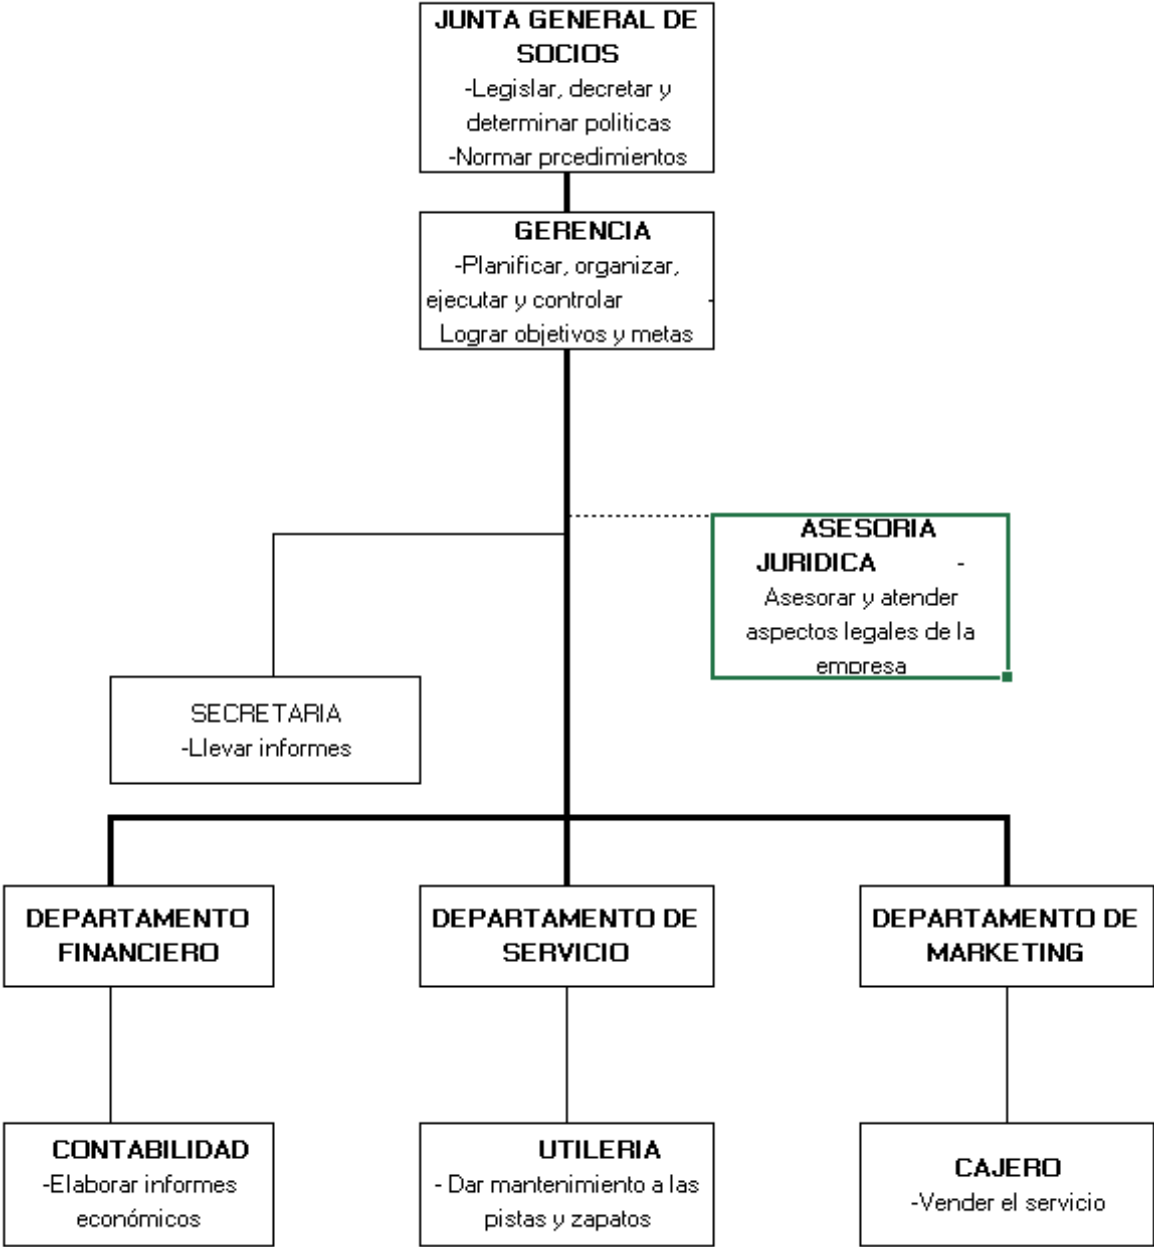 JUNTA GENERAL DE
SOCIOS
-Legislar, decretar y
determinar politicas
-Normar prcedimientos
GERENCIA
-Planificar, organizar,
ejecutar y controlar -
Lograr objetivos y metas
ASESORIA
JURIDICA -
Asesorar y atender
aspectos legales de la
empresa
SECRETARIA
-Llevar informes
DEPARTAMENTO
FINANCIERO
DEPARTAMENTO DE
SERVICIO
DEPARTAMENTO DE
MARKETING
CONTABILIDAD
-Elaborar informes
económicos
UTILERIA
- Dar mantenimiento a las
pistas y zapatos
CAJERO
-Vender el servicio